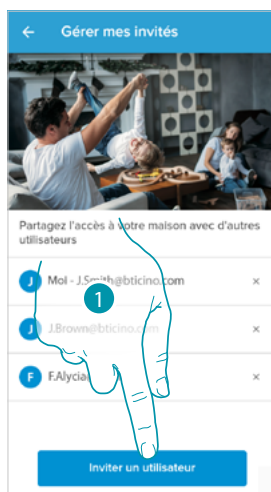 Gérer mes invités
Partagez l'accès à votre maison avec d'autres
utilisateurs
J Moi - J.Smith@bticino.com ×
J J.Brown@bticino.com ×
F F.Alycia ×
1
Inviter un utilisateur